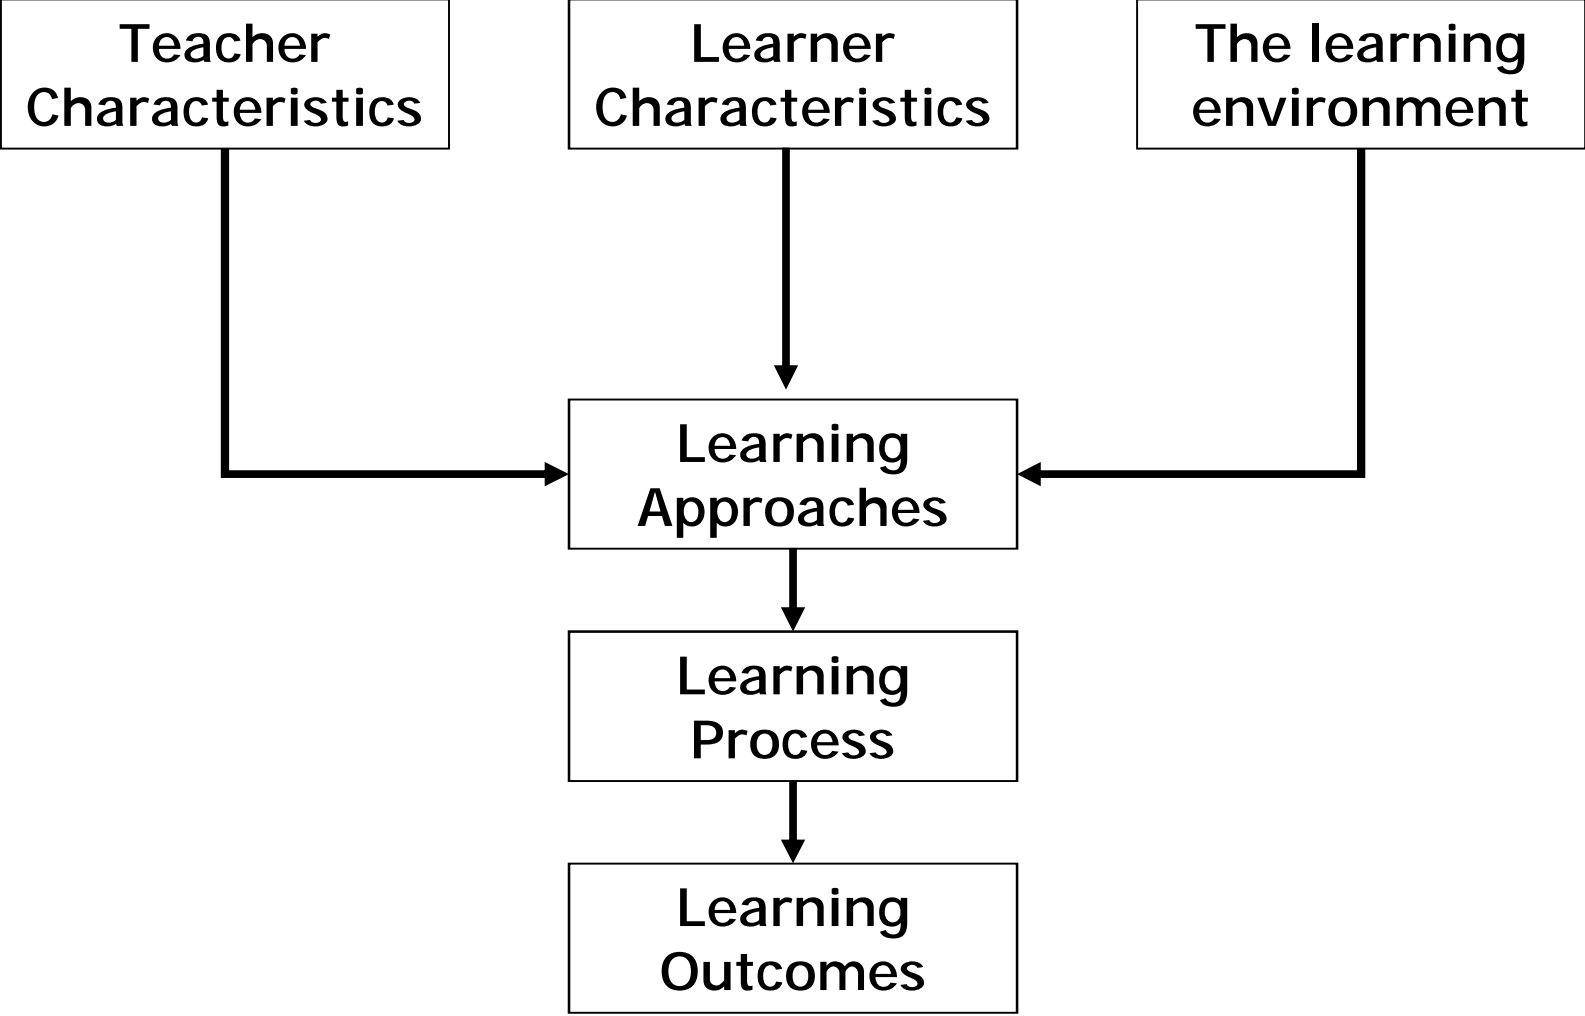 Teacher
Characteristics
Learner
Characteristics
The learning
environment
Learning
Approaches
Learning
Process
Learning
Outcomes